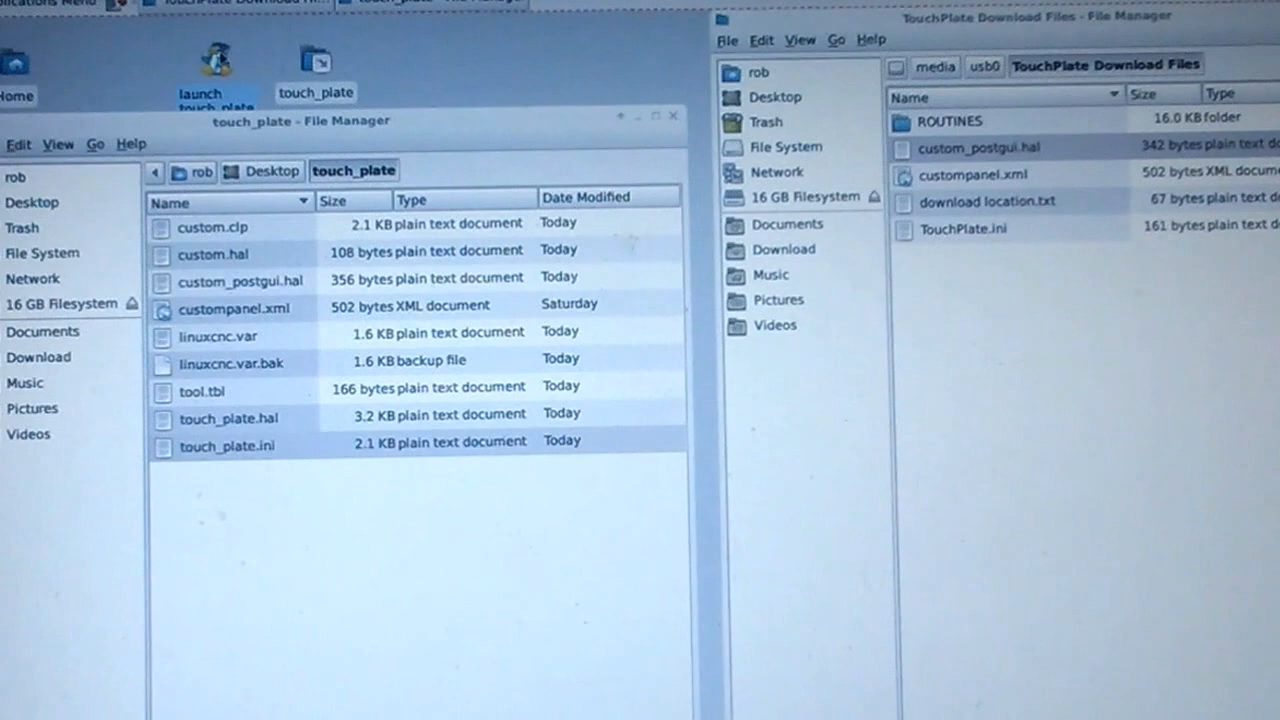 TouchPlate Download Files - File Manager
File Edit View Go Help
Home
launch
touch_plate
touch_plate
rob
Desktop
Trash
File System
Network
16 GB Filesystem
Documents
Download
Music
Pictures
Videos
media usb0 TouchPlate Download Files
Name Size Type
ROUTINES 16.0 KB folder
custom_postgui.hal 342 bytes plain text
custompanel.xml 502 bytes XML
download location.txt 67 bytes plain text
TouchPlate.ini 161 bytes plain text
touch_plate - File Manager
Edit View Go Help
rob
Desktop
Trash
File System
Network
16 GB Filesystem
Documents
Download
Music
Pictures
Videos
rob Desktop touch_plate
Name Size Type Date Modified
custom.clp 2.1 KB plain text document Today
custom.hal 108 bytes plain text document Today
custom_postgui.hal 356 bytes plain text document Today
custompanel.xml 502 bytes XML document Saturday
linuxcnc.var 1.6 KB plain text document Today
linuxcnc.var.bak 1.6 KB backup file Today
tool.tbl 166 bytes plain text document Today
touch_plate.hal 3.2 KB plain text document Today
touch_plate.ini 2.1 KB plain text document Today